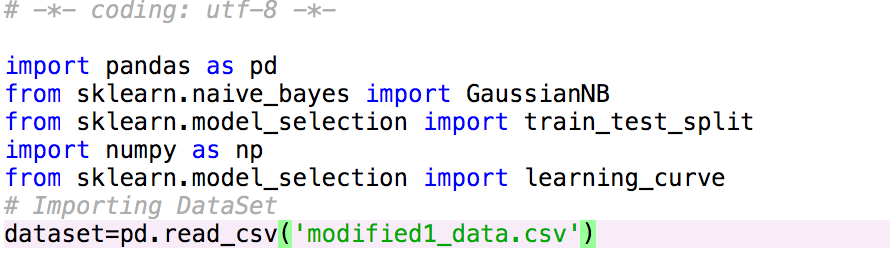 # -*- coding: utf-8 -*-
import pandas as pd
from sklearn.naive_bayes import GaussianNB
from sklearn.model_selection import train_test_split
import numpy as np
from sklearn.model_selection import learning_curve
# Importing DataSet
dataset=pd.read_csv('modified1_data.csv')